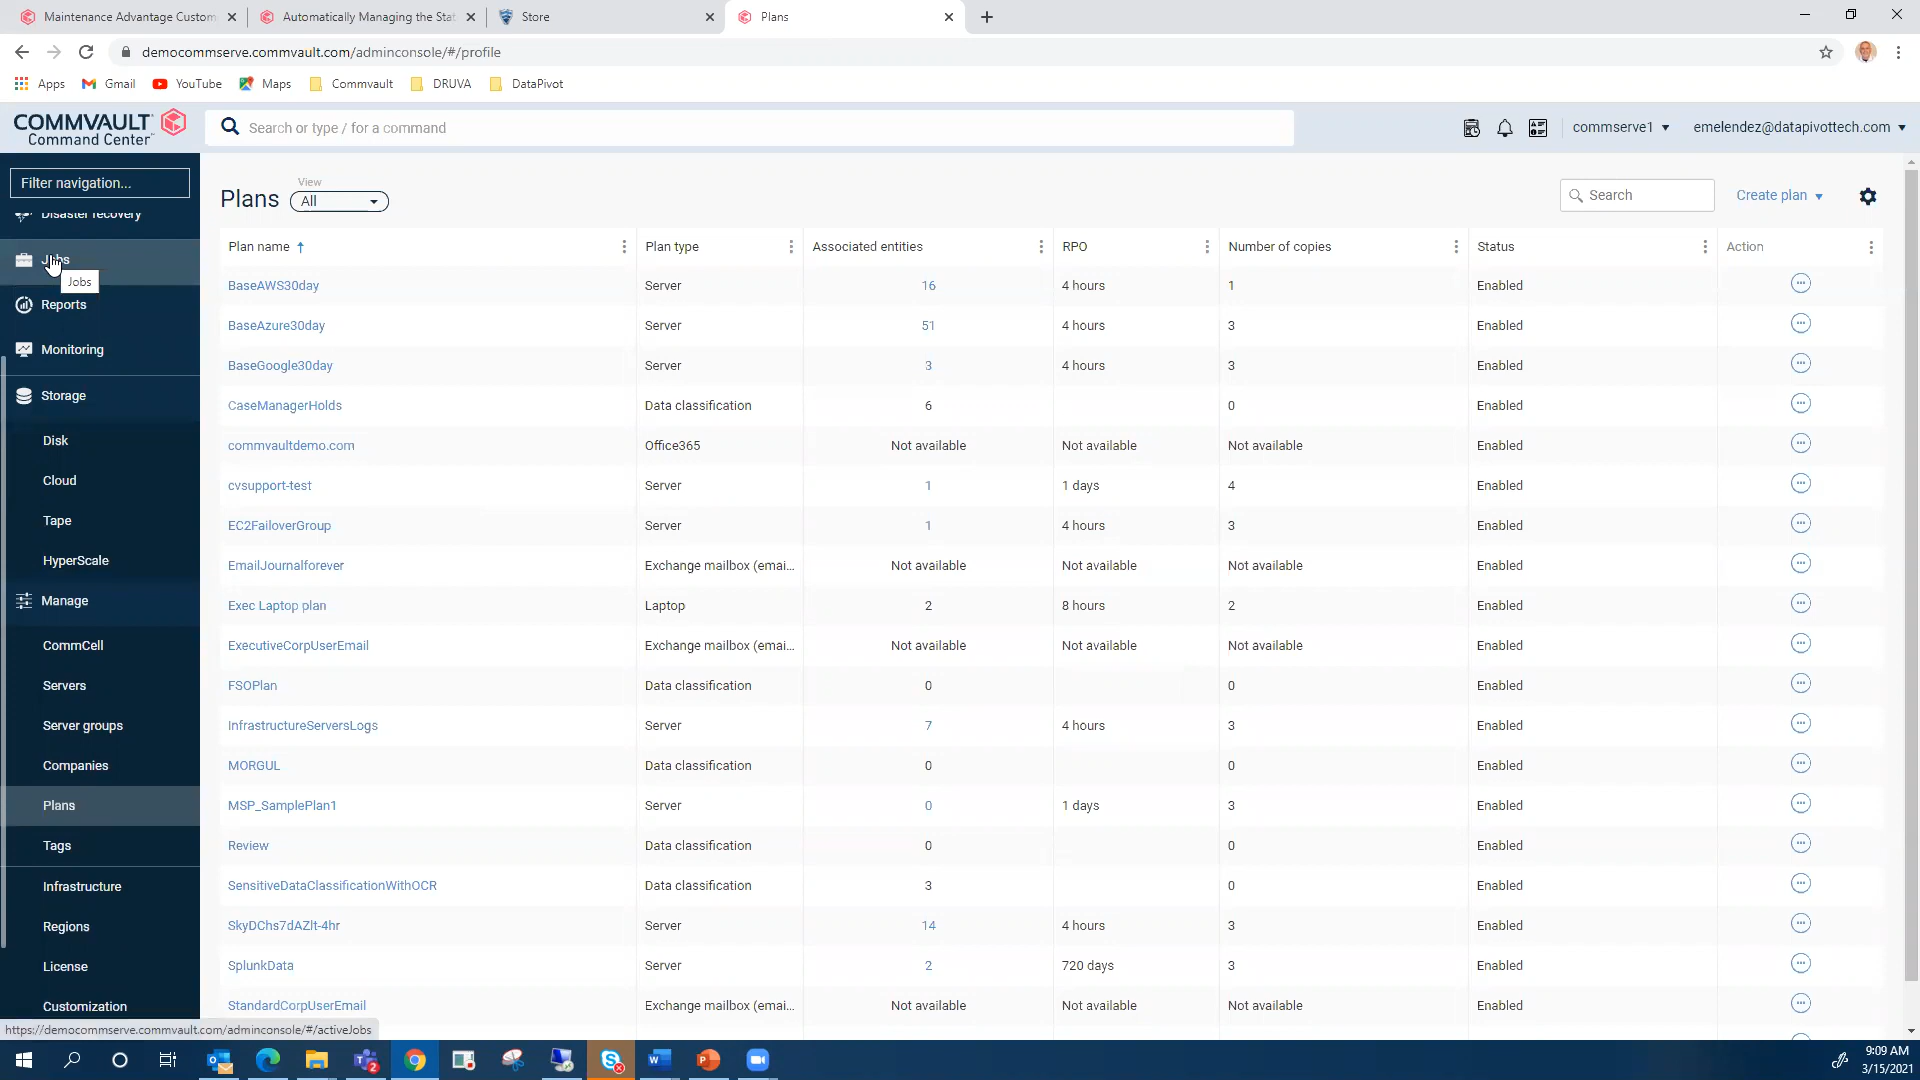 Maintenance Advantage Custom
Automatically Managing the Stat
Store
Plans
democommserve.commvault.com/adminconsole/#/profile
Apps
Gmail
YouTube
Maps
Commvault
DRUVA
DataPivot
COMMVAULT
Command Center™
Search or type / for a command
commserve1
emelendez@datapivottech.com
Filter navigation...
Disaster recovery
Jobs
Jobs
Reports
Monitoring
Storage
Disk
Cloud
Tape
HyperScale
Manage
CommCell
Servers
Server groups
Companies
Plans
Tags
Infrastructure
Regions
License
Customization
Plans
View
All
Search
Create plan
Plan name Plan type Associated entities RPO Number of copies Status Action
BaseAWS30day Server 16 4 hours 1 Enabled
BaseAzure30day Server 51 4 hours 3 Enabled
BaseGoogle30day Server 3 4 hours 3 Enabled
CaseManagerHolds Data classification 6 0 Enabled
commvaultdemo.com Office365 Not available Not available Not available Enabled
cvsupport-test Server 1 1 days 4 Enabled
EC2FailoverGroup Server 1 4 hours 3 Enabled
EmailJournalforever Exchange mailbox (emai... Not available Not available Not available Enabled
Exec Laptop plan Laptop 2 8 hours 2 Enabled
ExecutiveCorpUserEmail Exchange mailbox (emai... Not available Not available Not available Enabled
FSOPlan Data classification 0 0 Enabled
InfrastructureServersLogs Server 7 4 hours 3 Enabled
MORGUL Data classification 0 0 Enabled
MSP_SamplePlan1 Server 0 1 days 3 Enabled
Review Data classification 0 0 Enabled
SensitiveDataClassificationWithOCR Data classification 3 0 Enabled
SkyDChs7dAZlt-4hr Server 14 4 hours 3 Enabled
SplunkData Server 2 720 days 3 Enabled
StandardCorpUserEmail Exchange mailbox (emai... Not available Not available Not available Enabled
https://democommserve.commvault.com/adminconsole/#/activeJobs
2
9:09 AM
3/15/2021